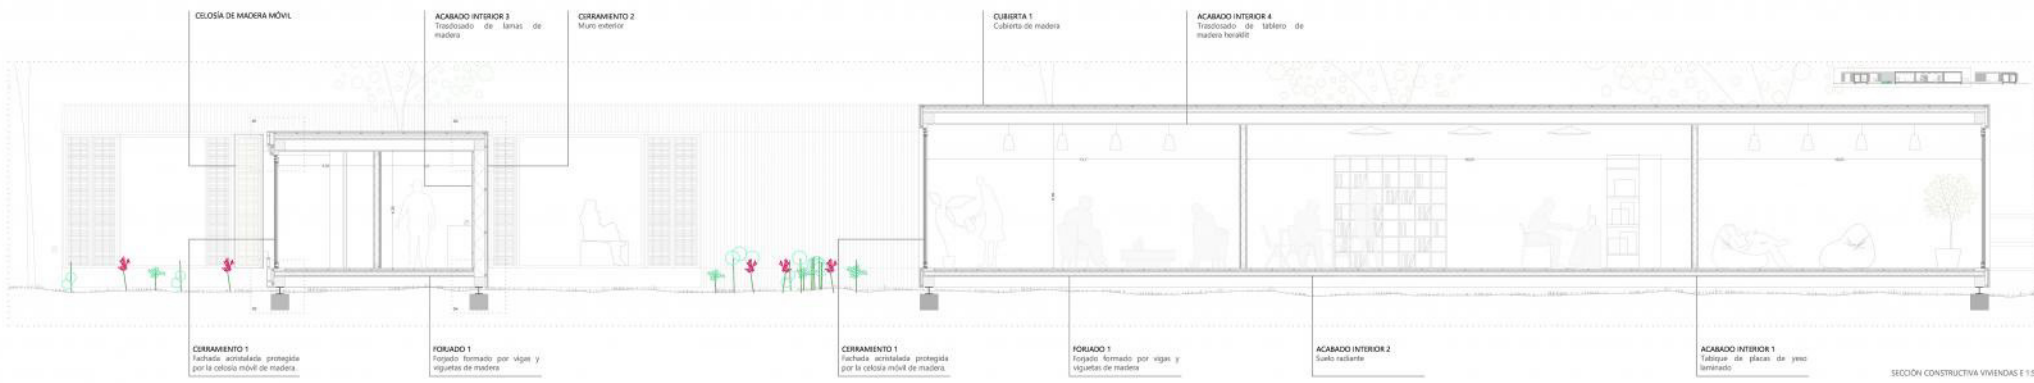 CELOSÍA DE MADERA MÓVIL
ACABADO INTERIOR 3
Trasdosado de lamas de
madera
CERRAMIENTO 2
Muro exterior
CUBIERTA 1
Cubierta de madera
ACABADO INTERIOR 4
Trasdosado de tablero de
madera heraklit
CERRAMIENTO 1
Fachada acristalada protegida
por la celosía móvil de madera.
FORJADO 1
Forjado formado por vigas y
viguetas de madera
CERRAMIENTO 1
Fachada acristalada protegida
por la celosía móvil de madera.
FORJADO 1
Forjado formado por vigas y
viguetas de madera
ACABADO INTERIOR 2
Suelo radiante
ACABADO INTERIOR 1
Tabique de placas de yeso
laminado
SECCIÓN CONSTRUCTIVA VIVIENDAS